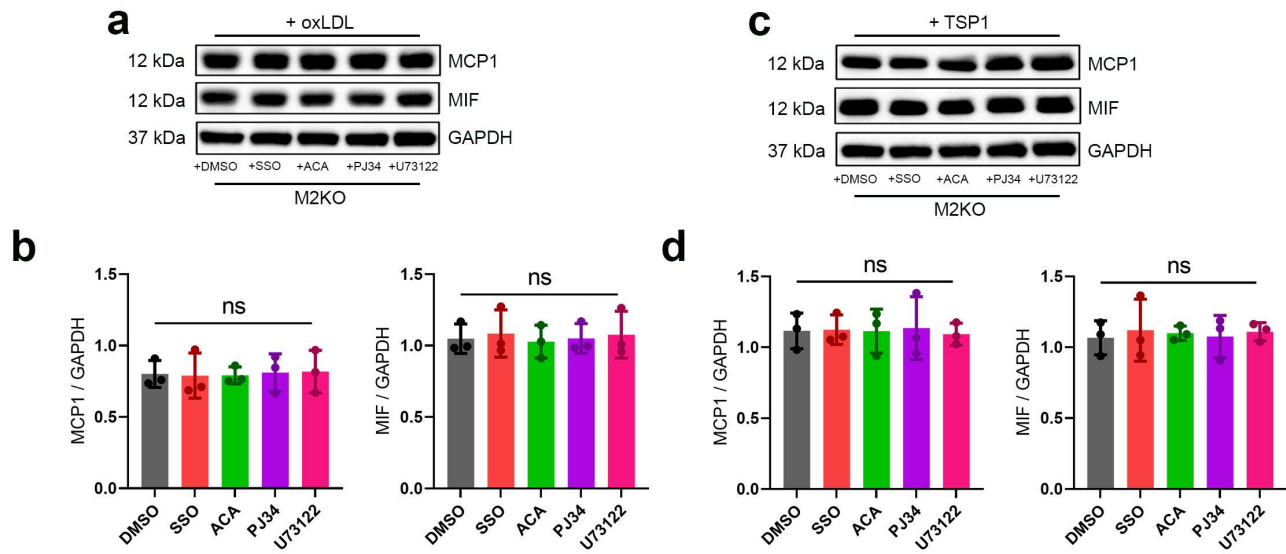 a
+ oxLDL
12 kDa
MCP1
12 kDa
MIF
37 kDa
GAPDH
+DMSO +SSO +ACA +PJ34 +U73122
M2KO
c
+ TSP1
12 kDa
MCP1
12 kDa
MIF
37 kDa
GAPDH
+DMSO +SSO +ACA +PJ34 +U73122
M2KO
b
MCP1 / GAPDH
1.5
1.0
0.5
0.0
ns
DMSO SSO ACA PJ34 U73122
MIF / GAPDH
1.5
1.0
0.5
0.0
ns
DMSO SSO ACA PJ34 U73122
d
MCP1 / GAPDH
1.5
1.0
0.5
0.0
ns
DMSO SSO ACA PJ34 U73122
MIF / GAPDH
1.5
1.0
0.5
0.0
ns
DMSO SSO ACA PJ34 U73122